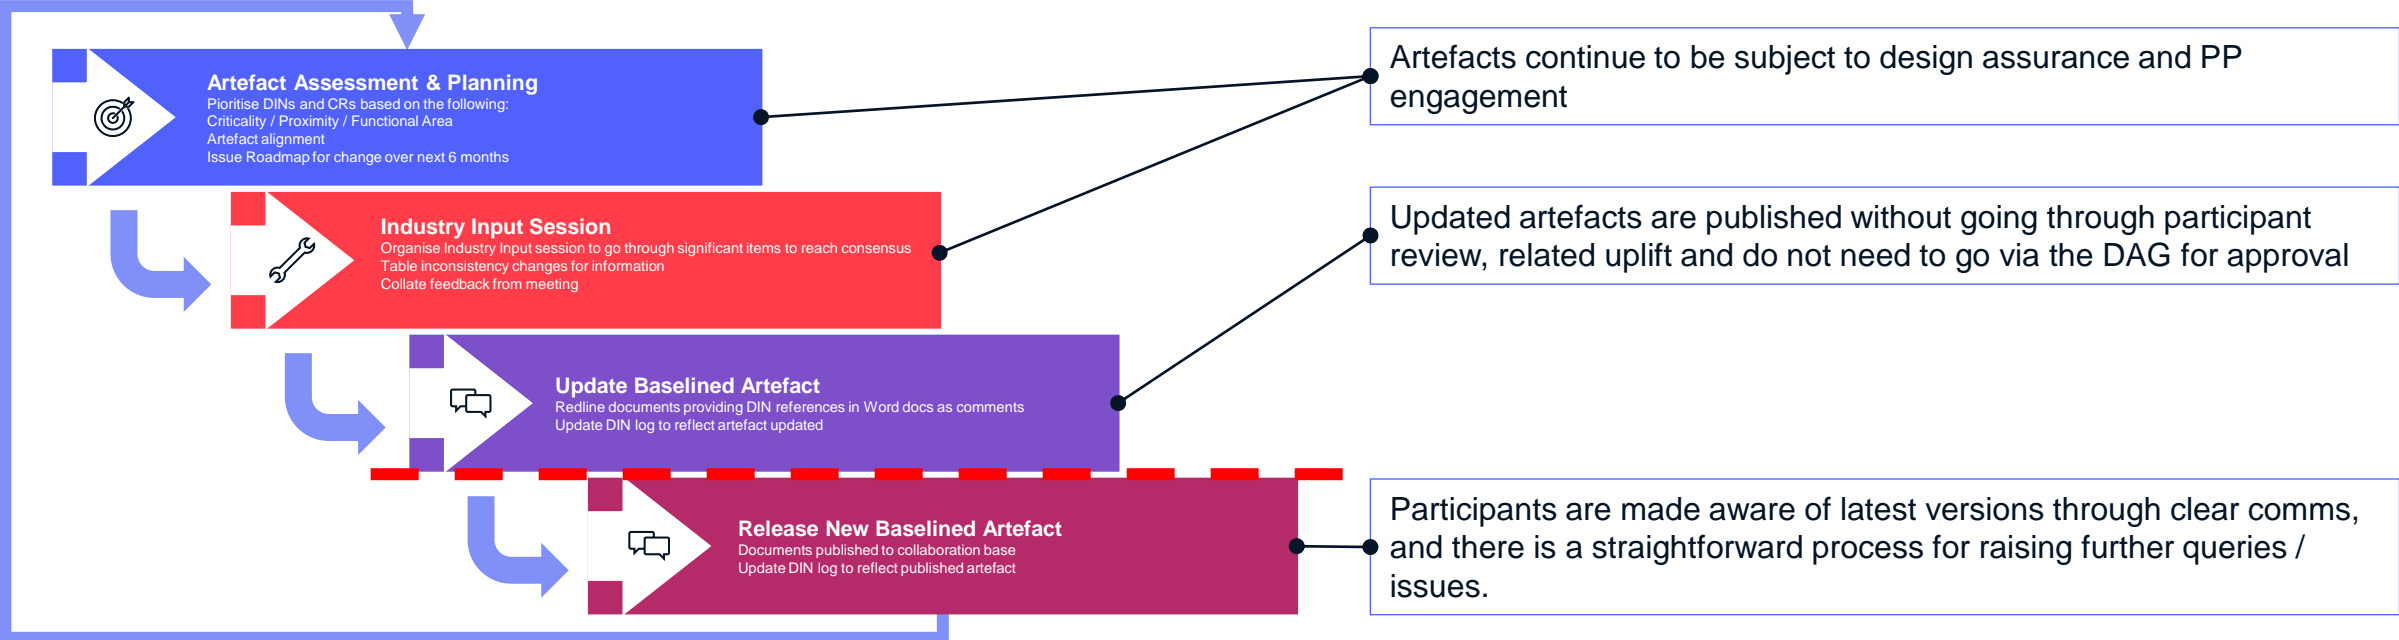 Artefact Assessment & Planning
Pioritise DINs and CRs based on the following:
Criticality / Proximity / Functional Area
Artefact alignment
Issue Roadmap for change over next 6 months
Industry Input Session
Organise Industry Input session to go through significant items to reach consensus
Table inconsistency changes for information
Collate feedback from meeting
Update Baselined Artefact
Redline documents providing DIN references in Word docs as comments
Update DIN log to reflect artefact updated
Release New Baselined Artefact
Documents published to collaboration base
Update DIN log to reflect published artefact
Artefacts continue to be subject to design assurance and PP
engagement
Updated artefacts are published without going through participant
review, related uplift and do not need to go via the DAG for approval
Participants are made aware of latest versions through clear comms,
and there is a straightforward process for raising further queries /
issues.